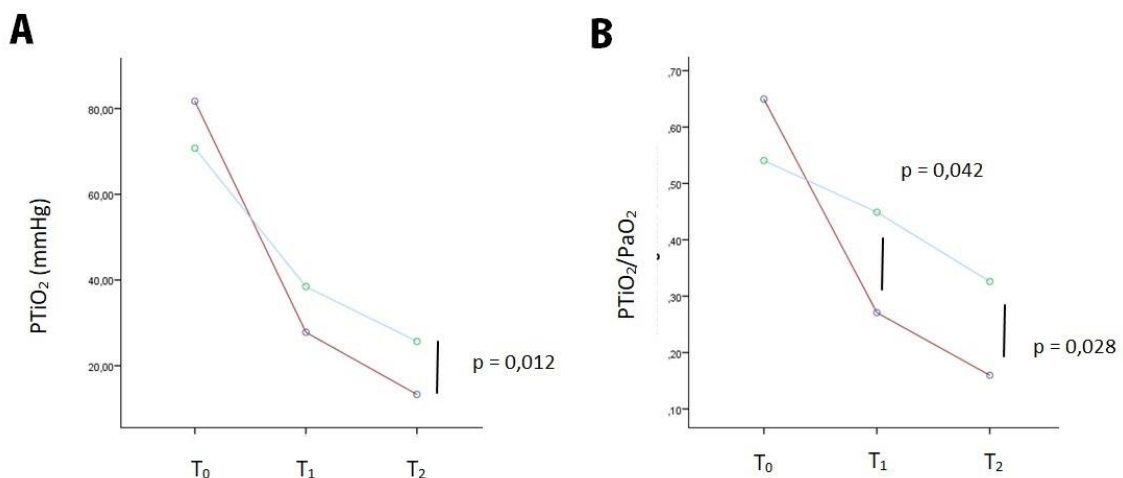 A
PTiO₂ (mmHg)
80,00
60,00
40,00
20,00
p = 0,012
T₀ T₁ T₂
B
PTiO₂/PaO₂
,70
,60
,50
,40
,30
,20
,10
p = 0,042
p = 0,028
T₀ T₁ T₂